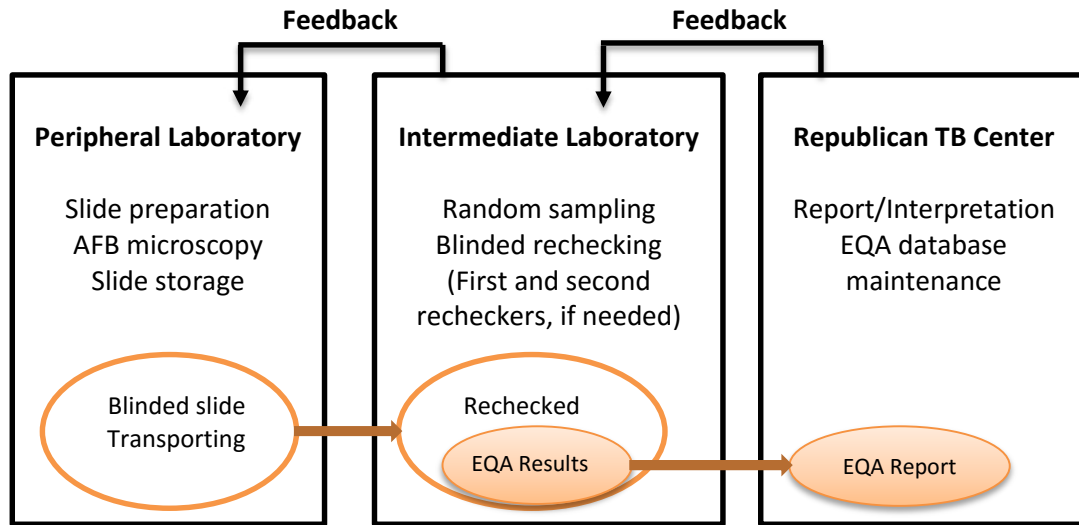 Feedback
Feedback
Peripheral Laboratory
Slide preparation
AFB microscopy
Slide storage
Blinded slide
Transporting
Intermediate Laboratory
Random sampling
Blinded rechecking
(First and second
recheckers, if needed)
Rechecked
EQA Results
Republican TB Center
Report/Interpretation
EQA database
maintenance
EQA Report